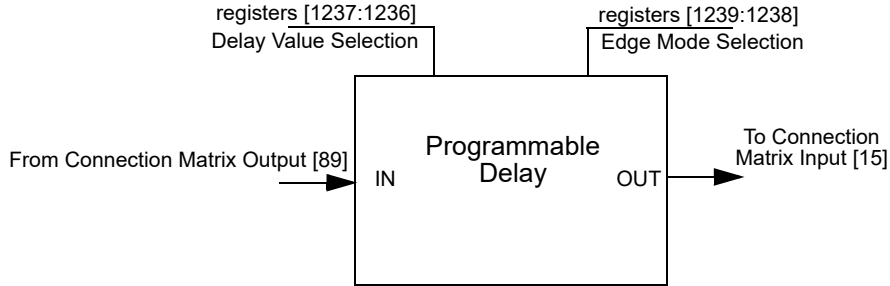 registers [1237:1236]
Delay Value Selection
registers [1239:1238]
Edge Mode Selection
From Connection Matrix Output [89]
IN
Programmable
Delay
OUT
To Connection
Matrix Input [15]